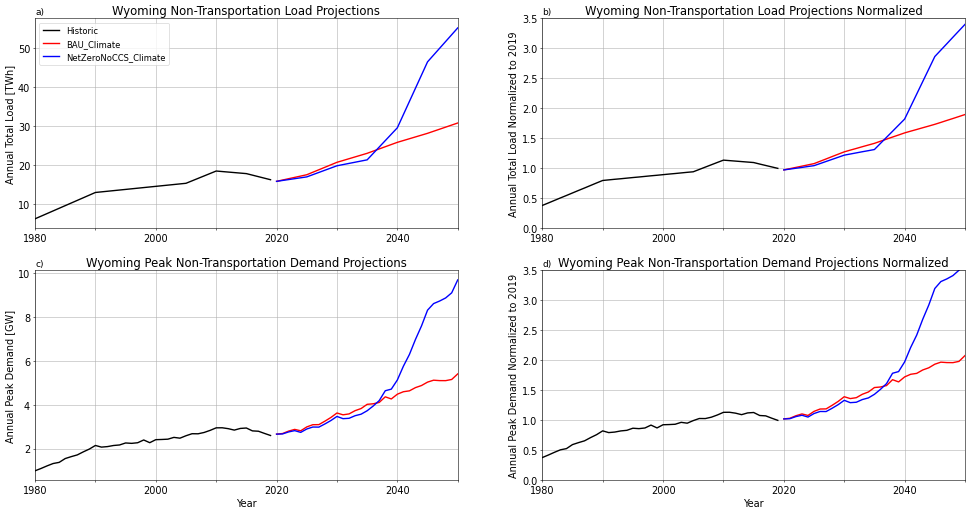 a)
Wyoming Non-Transportation Load Projections
Historic
BAU_Climate
NetZeroNoCCS_Climate
Annual Total Load [TWh]
50
40
30
20
10
1980
2000
2020
2040
b)
Wyoming Non-Transportation Load Projections Normalized
Annual Total Load Normalized to 2019
3.5
3.0
2.5
2.0
1.5
1.0
0.5
0.0
1980
2000
2020
2040
c)
Wyoming Peak Non-Transportation Demand Projections
Annual Peak Demand [GW]
10
8
6
4
2
1980
2000
2020
2040
Year
d)
Wyoming Peak Non-Transportation Demand Projections Normalized
Annual Peak Demand Normalized to 2019
3.5
3.0
2.5
2.0
1.5
1.0
0.5
0.0
1980
2000
2020
2040
Year